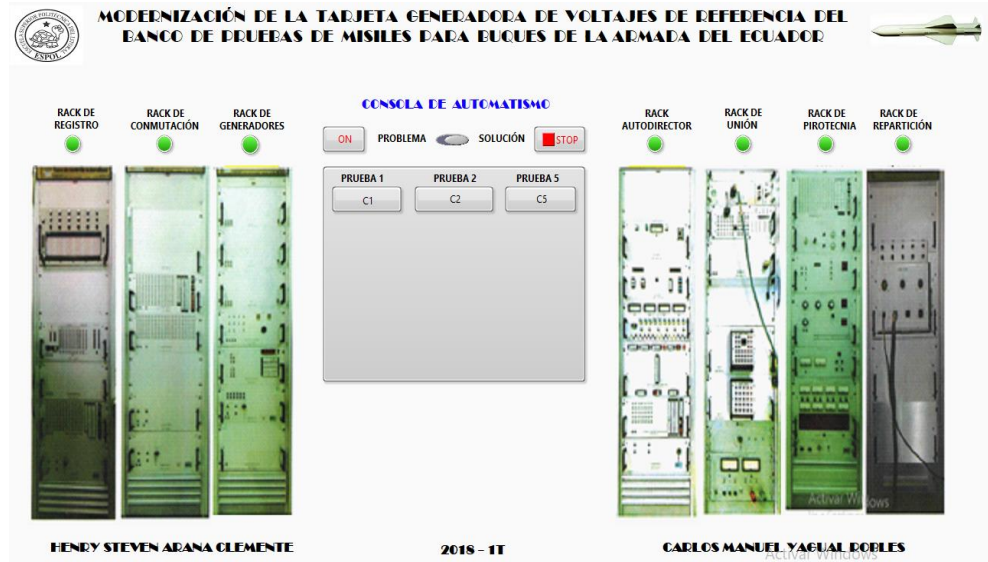 MODERNIZACIÓN DE LA TARJETA GENERADORA DE VOLTAJES DE REFERENCIA DEL
BANCO DE PRUEBAS DE MISILES PARA BUQUES DE LA ARMADA DEL ECUADOR
ESPOL
CONSOLA DE AUTOMATISMO
RACK DE
REGISTRO
RACK DE
CONMUTACIÓN
RACK DE
GENERADORES
ON
PROBLEMA
SOLUCIÓN
STOP
RACK
AUTODIRECTOR
RACK DE
UNIÓN
RACK DE
PIROTECNIA
RACK DE
REPARTICIÓN
PRUEBA 1
PRUEBA 2
PRUEBA 5
C1
C2
C5
Activar Windows
HENRY STEVEN ARANA CLEMENTE
2018 - 1T
CARLOS MANUEL YAGUAL ROBLES
Activar Windows